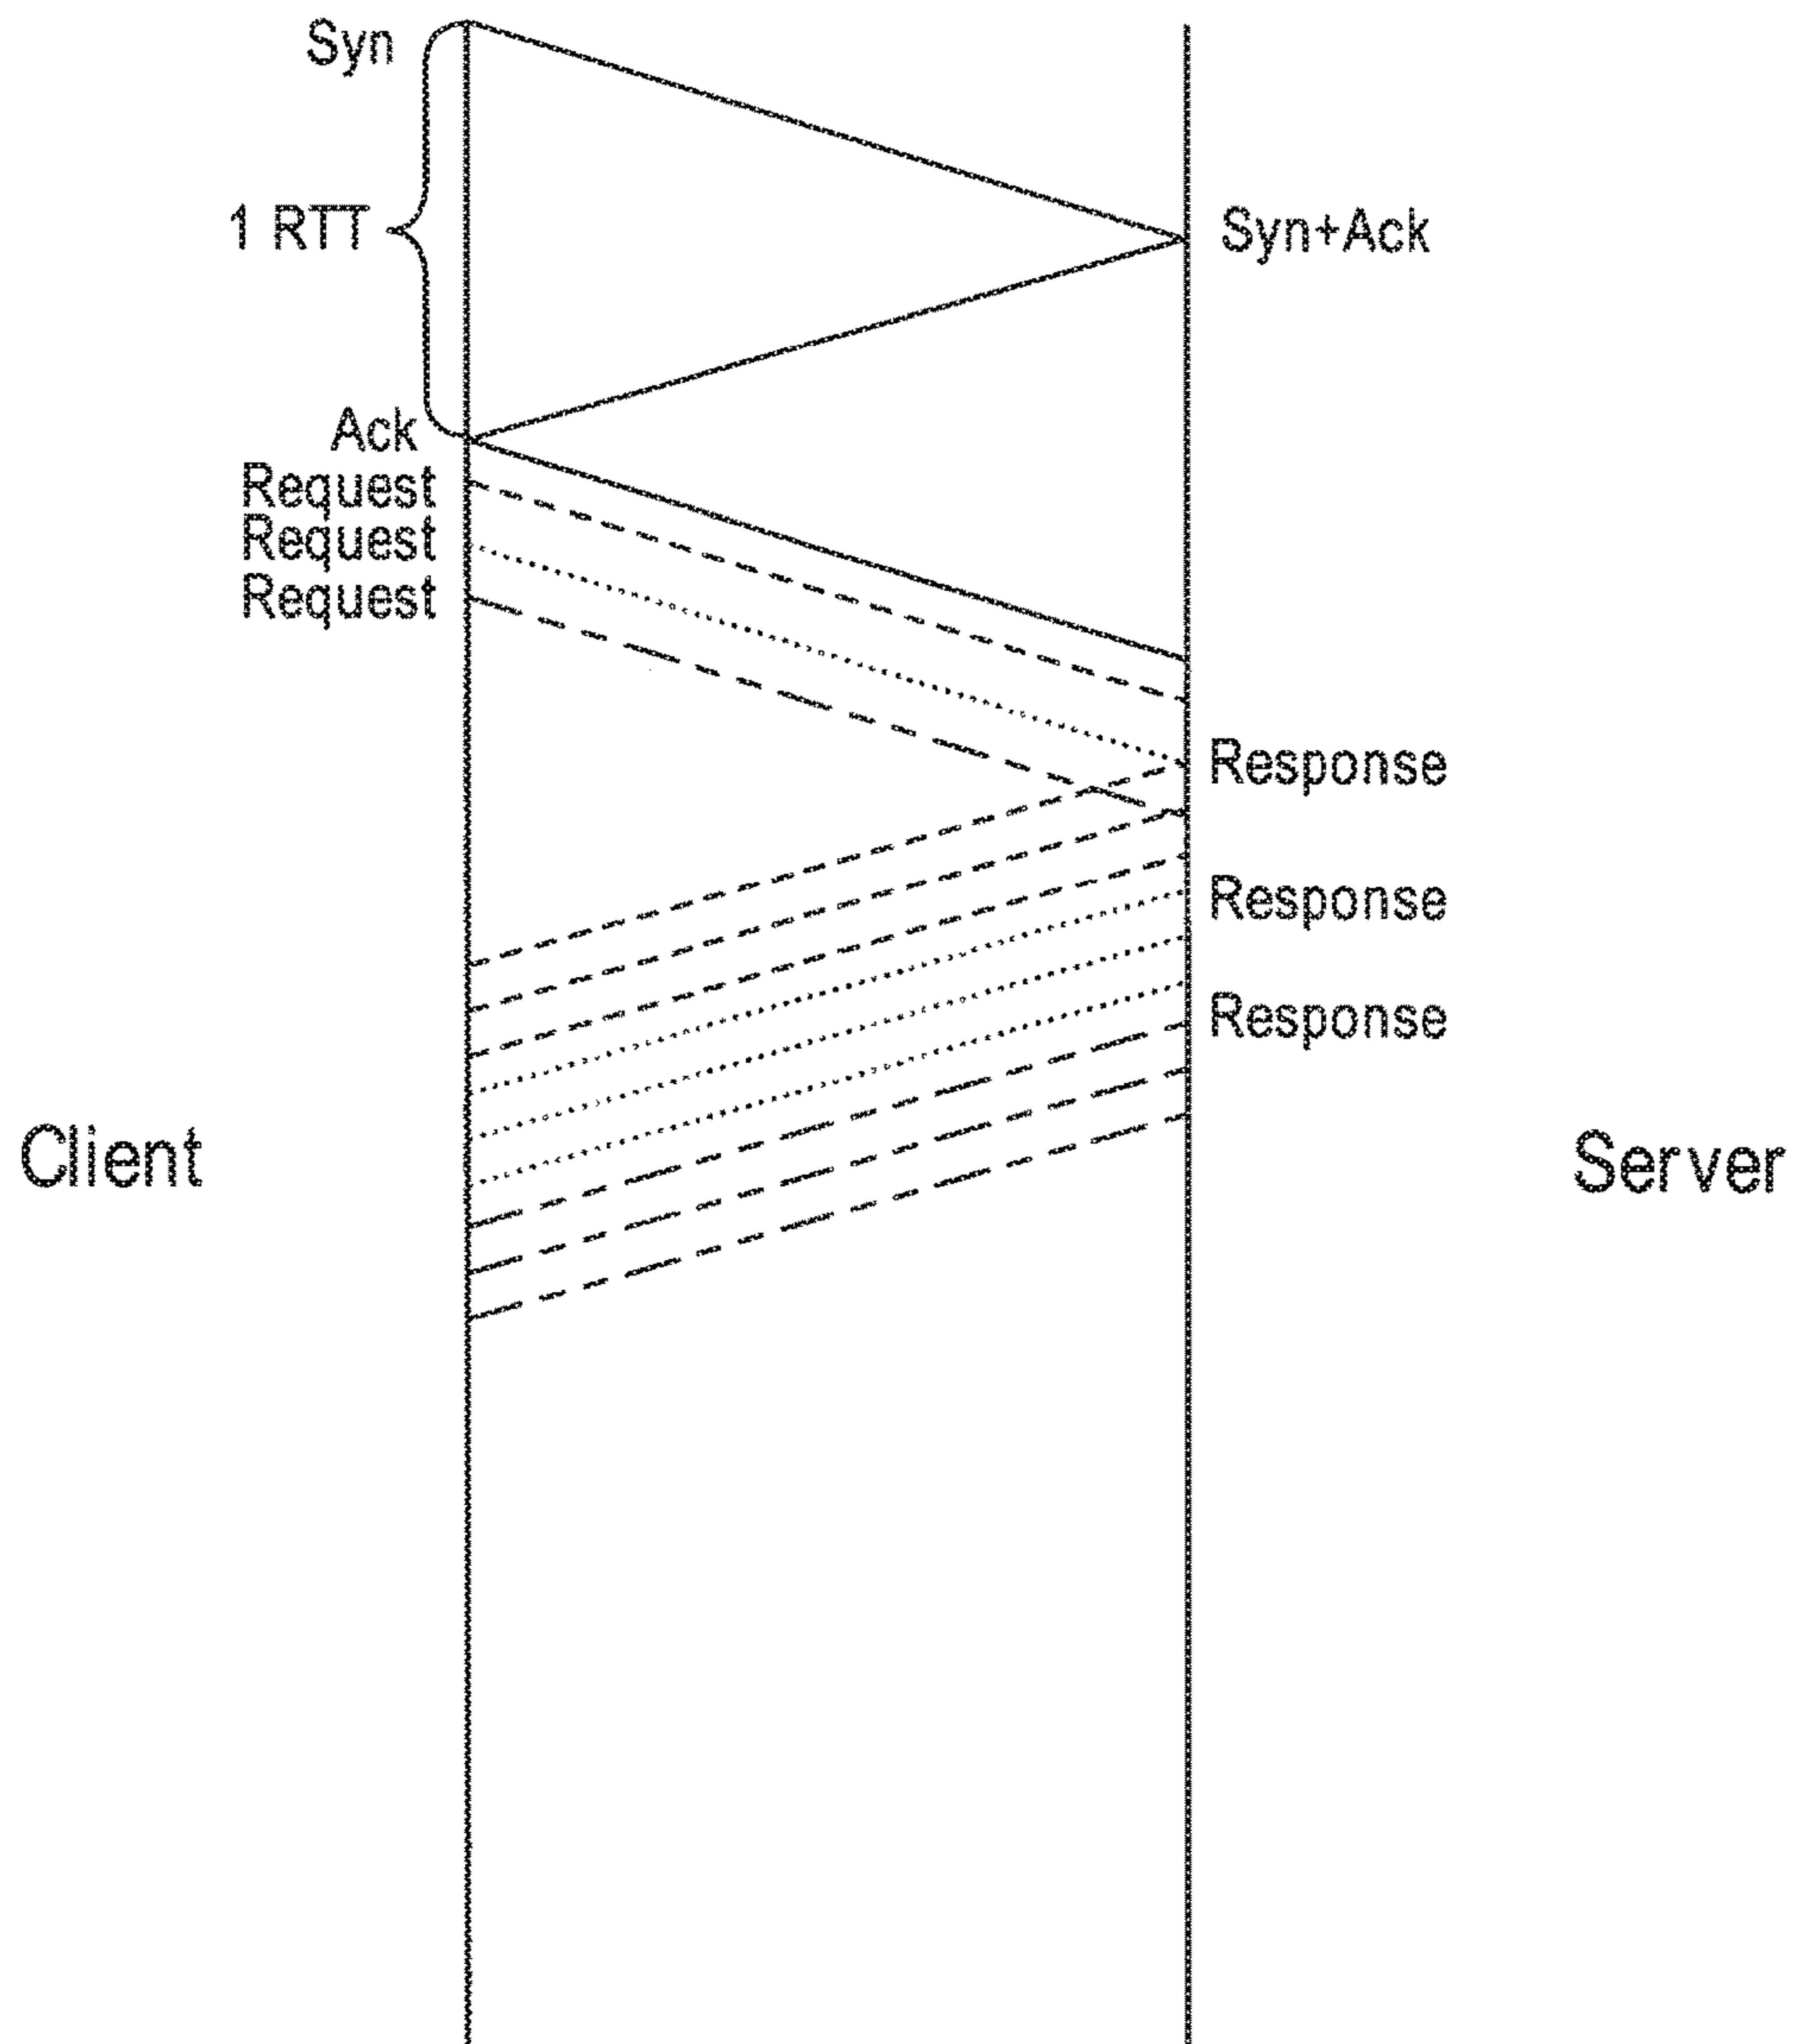 Syn
1 RTT
Syn+Ack
Ack
Request
Request
Request
Response
Response
Response
Client
Server